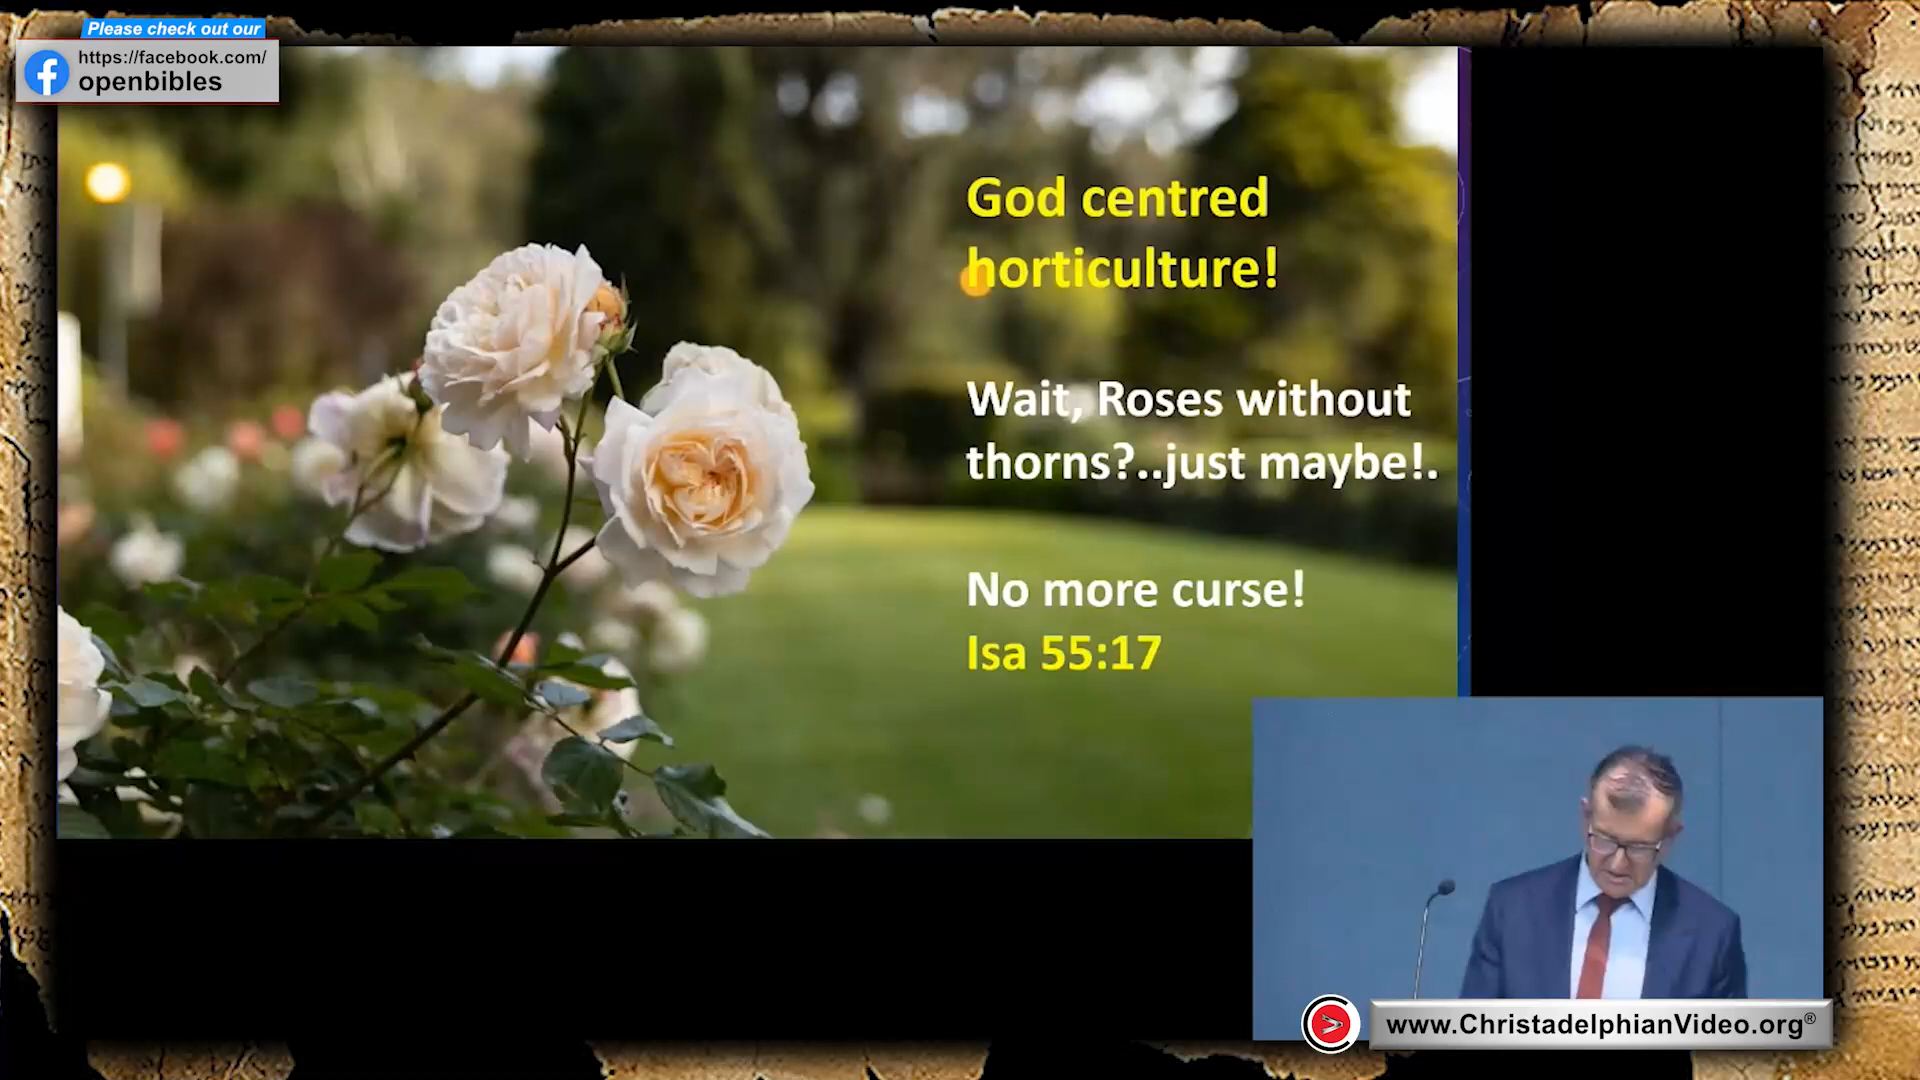 Please check out our
https://facebook.com/
openbibles
God centred
horticulture!
Wait, Roses without
thorns?..just maybe!.
No more curse!
Isa 55:17
www.ChristadelphianVideo.org®